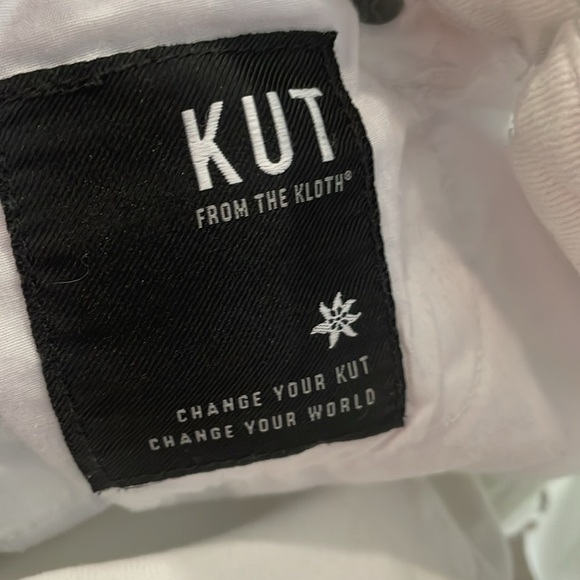 KUT
FROM THE KLOTH®
CHANGE YOUR KUT
CHANGE YOUR WORLD